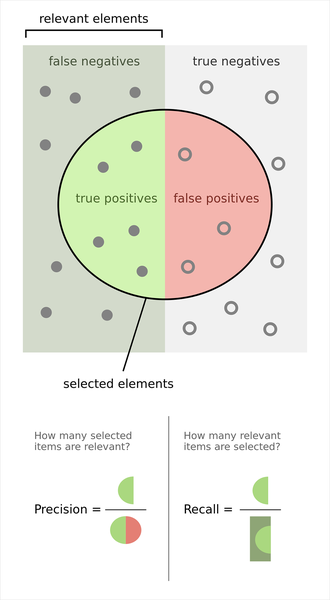 relevant elements
false negatives
true negatives
true positives
false positives
selected elements
How many selected
items are relevant?
How many relevant
items are selected?
Precision =
Recall =